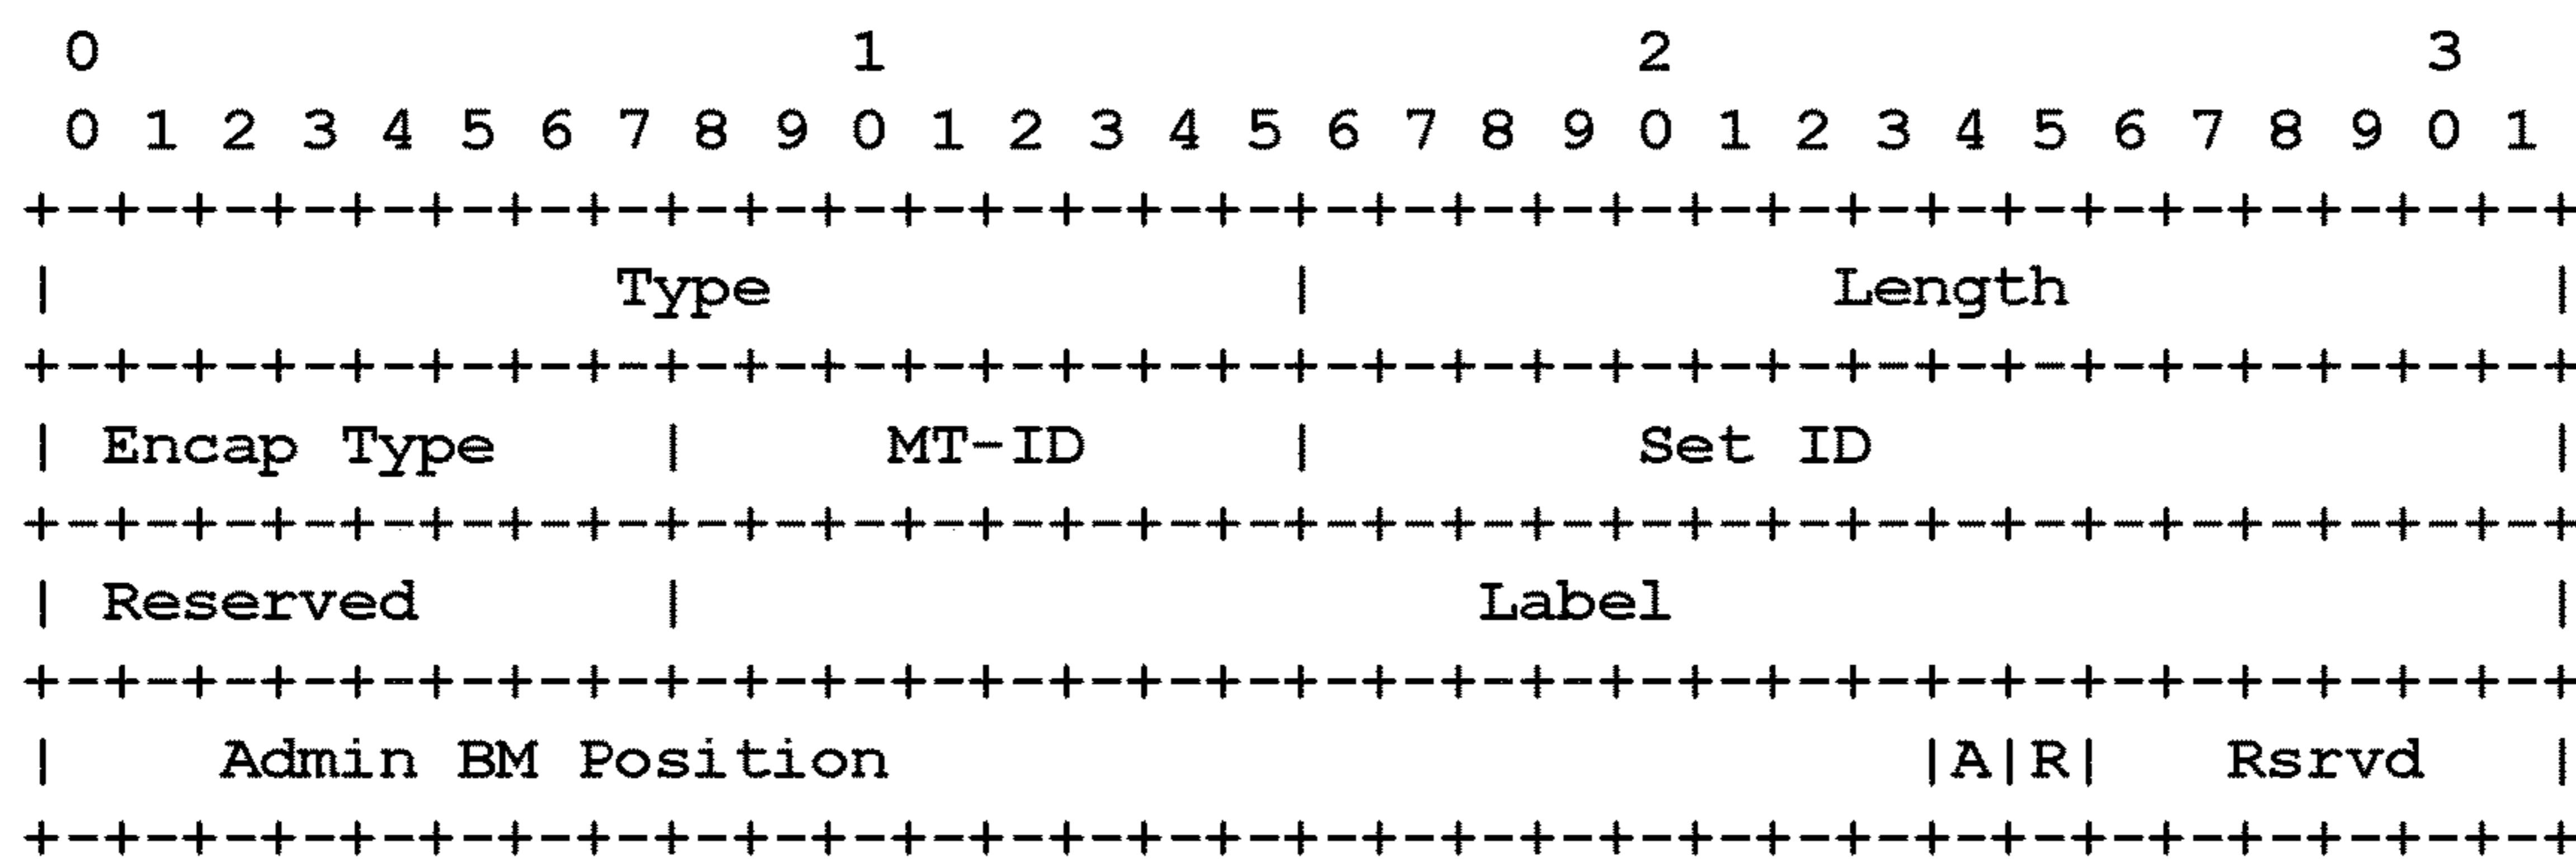 0                   1                   2                   3
 0 1 2 3 4 5 6 7 8 9 0 1 2 3 4 5 6 7 8 9 0 1 2 3 4 5 6 7 8 9 0 1
+-+-+-+-+-+-+-+-+-+-+-+-+-+-+-+-+-+-+-+-+-+-+-+-+-+-+-+-+-+-+-+-+
|              Type             |             Length            |
+-+-+-+-+-+-+-+-+-+-+-+-+-+-+-+-+-+-+-+-+-+-+-+-+-+-+-+-+-+-+-+-+
| Encap Type    |     MT-ID     |        Set ID                 |
+-+-+-+-+-+-+-+-+-+-+-+-+-+-+-+-+-+-+-+-+-+-+-+-+-+-+-+-+-+-+-+-+
| Reserved      |                    Label                      |
+-+-+-+-+-+-+-+-+-+-+-+-+-+-+-+-+-+-+-+-+-+-+-+-+-+-+-+-+-+-+-+-+
|    Admin BM Position                          |A|R|   Rsrvd   |
+-+-+-+-+-+-+-+-+-+-+-+-+-+-+-+-+-+-+-+-+-+-+-+-+-+-+-+-+-+-+-+-+